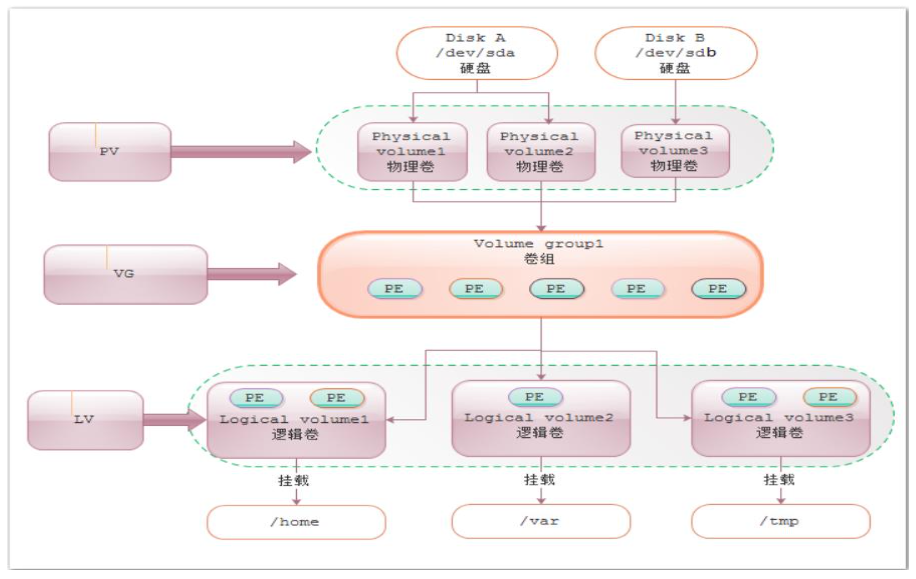 Disk A
/dev/sda
硬盘
Disk B
/dev/sdb
硬盘
PV
Physical
volume1
物理卷
Physical
volume2
物理卷
Physical
volume3
物理卷
VG
Volume group1
卷组
PE
PE
PE
PE
PE
LV
PE
PE
Logical volume1
逻辑卷
PE
Logical volume2
逻辑卷
PE
PE
Logical volume3
逻辑卷
挂载
挂载
挂载
/home
/var
/tmp